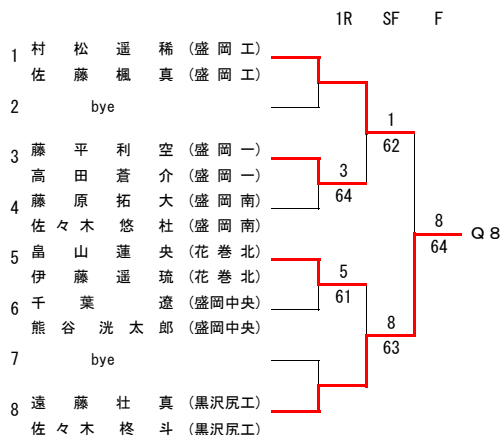 1R SF F
1 村 松 遥 稀 (盛 岡 工)
佐 藤 楓 真 (盛 岡 工)
2 bye
3 藤 平 利 空 (盛 岡 一)
高 田 蒼 介 (盛 岡 一)
4 藤 原 拓 大 (盛 岡 南)
佐 々 木 悠 杜 (盛 岡 南)
5 畠 山 蓮 央 (花 巻 北)
伊 藤 遥 琉 (花 巻 北)
6 千 葉 遼 (盛岡中央)
熊 谷 洸 太 郎 (盛岡中央)
7 bye
8 遠 藤 壮 真 (黒沢尻工)
佐 々 木 柊 斗 (黒沢尻工)
3
64
5
61
1
62
8
63
8
64
Q8